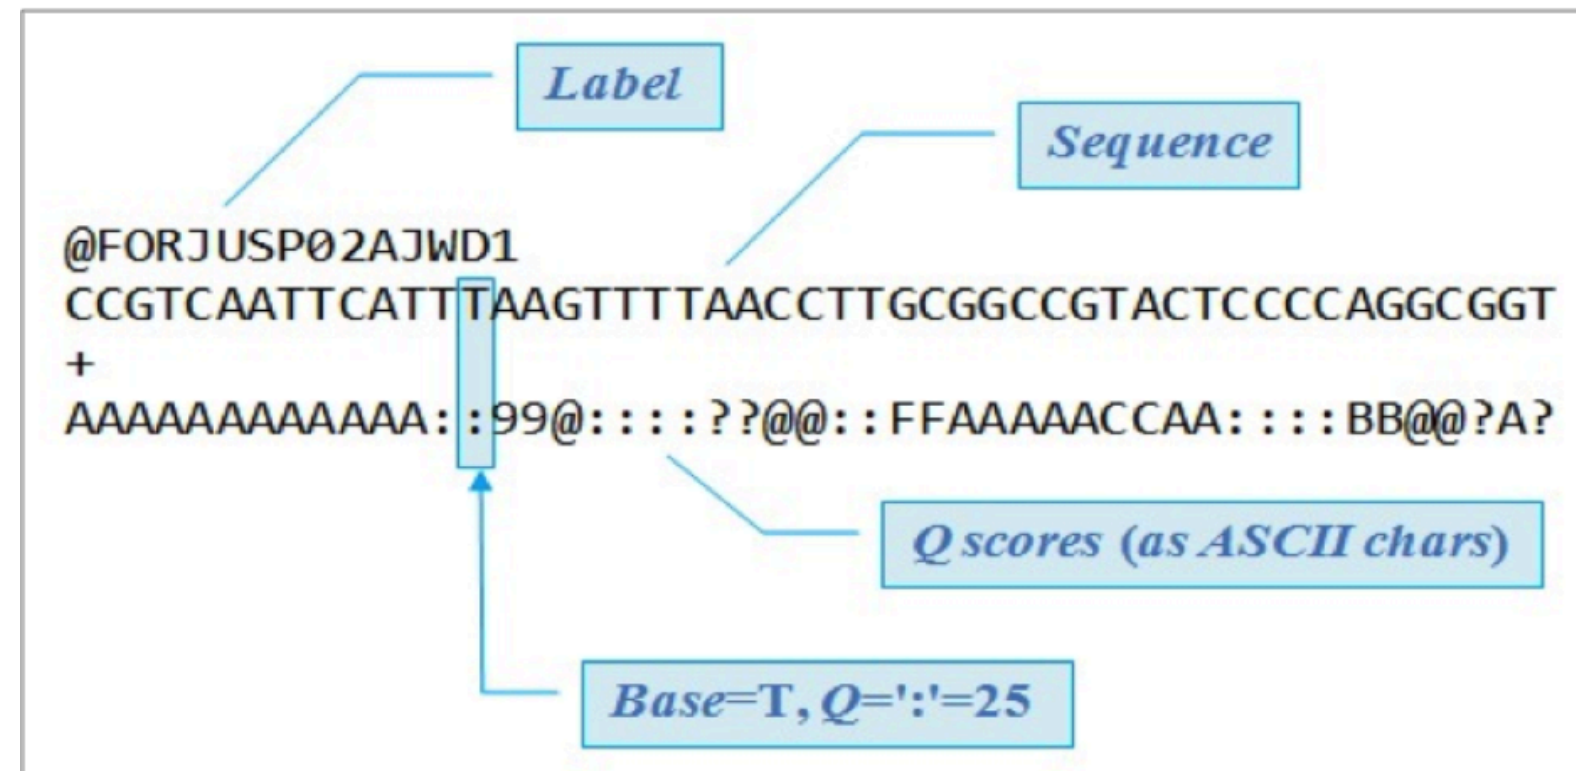 Label
Sequence
@FORJUSP02AJWD1
CCGTCAATTCATTTAAGTTTTAACCTTGCGGCCGTACTCCCCAGGCGGT
+
AAAAAAAAAAAA::99@::::??@@::FFAAAAACCAA::::BB@@?A?
Q scores (as ASCII chars)
Base=T, Q=':'=25